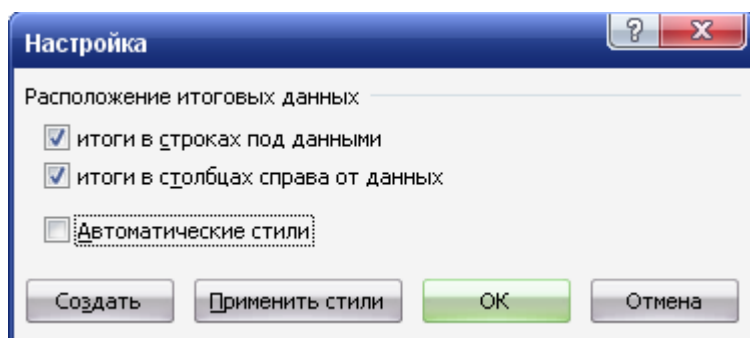 Настройка
Расположение итоговых данных
итоги в строках под данными
итоги в столбцах справа от данных
Автоматические стили
Создать Применить стили ОК Отмена